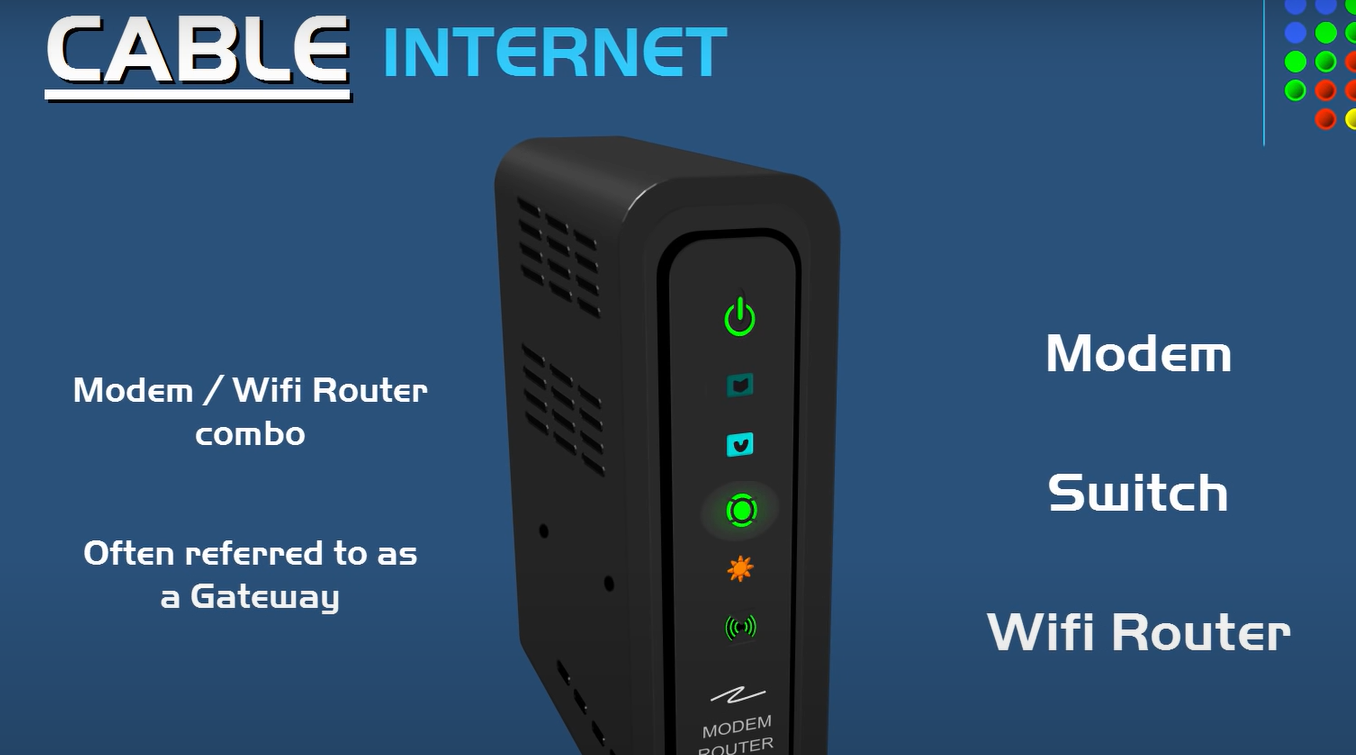 CABLE INTERNET
Modem / Wifi Router
combo
Often referred to as
a Gateway
MODEM
ROUTER
Modem
Switch
Wifi Router